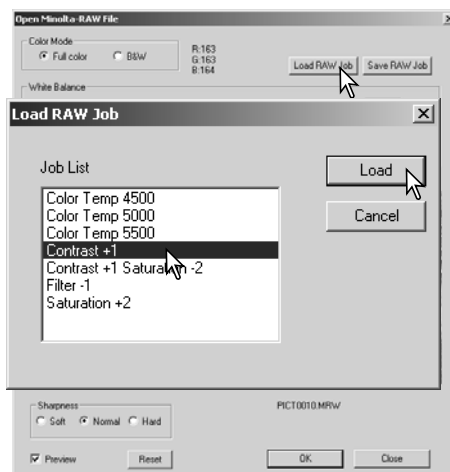 Open Minolta-RAW File
Color Mode
Full color B&W
R:163
G:163
B:164
Load RAW Job Save RAW Job
White Balance
Load RAW Job
Job List
Color Temp 4500
Color Temp 5000
Color Temp 5500
Contrast +1
Contrast +1 Saturation -2
Filter -1
Saturation +2
Load
Cancel
Sharpness
Soft Normal Hard
PICT0010.MRW
Preview Reset OK Close